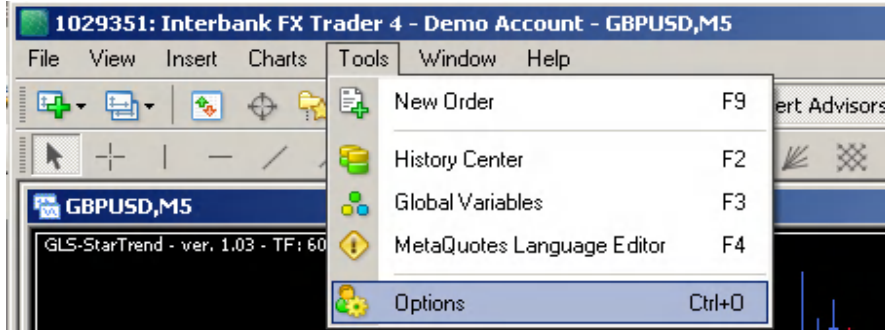 1029351: Interbank FX Trader 4 - Demo Account - GBPUSD,M5
File View Insert Charts Tools Window Help
New Order F9
ert Advisors
History Center F2
GBPUSD,M5
Global Variables F3
GLS-StarTrend - ver. 1.03 - TF: 60
MetaQuotes Language Editor F4
Options Ctrl+O